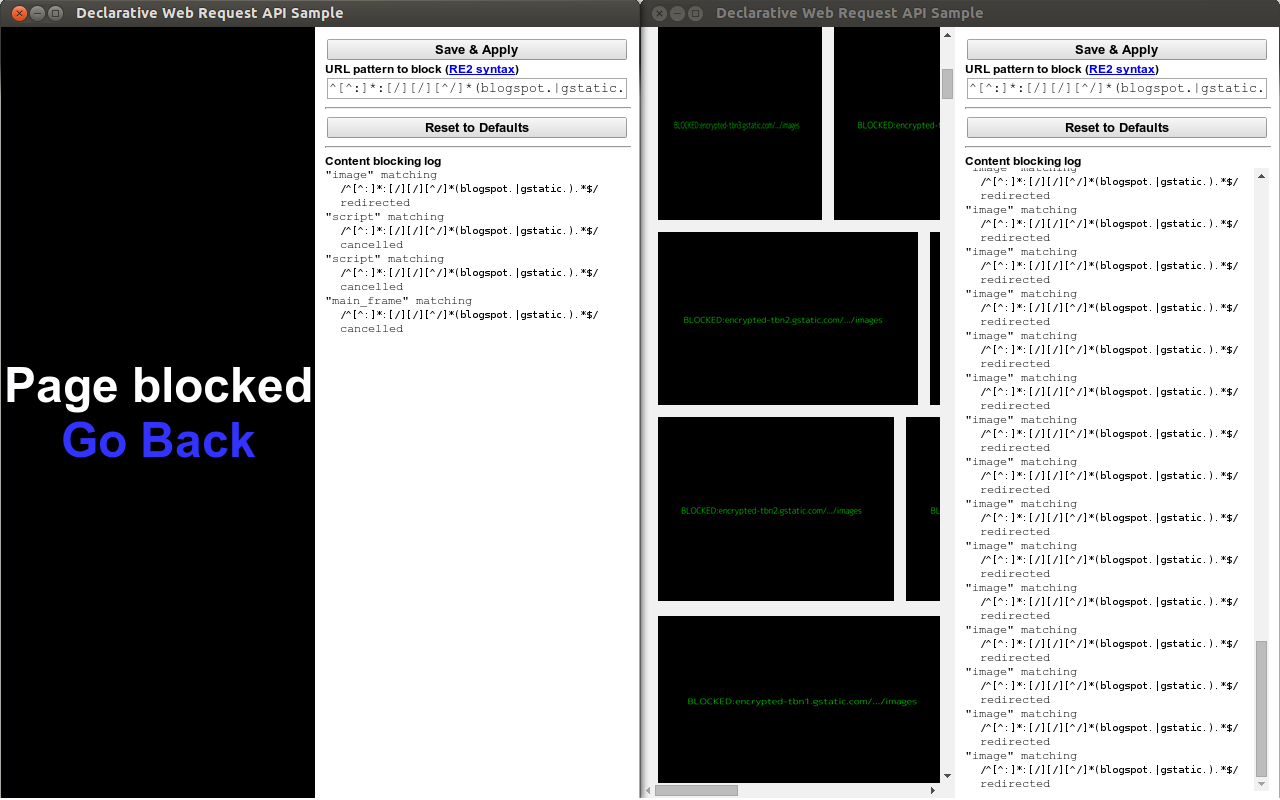 Declarative Web Request API Sample
Page blocked
Go Back
Save & Apply
URL pattern to block (RE2 syntax)
^[^:]*:[/][/][^/]*(blogspot.|gstatic.
Reset to Defaults
Content blocking log
"image" matching
/^[^:]*:[/][/][^/]*(blogspot.|gstatic.).*$/
redirected
"script" matching
/^[^:]*:[/][/][^/]*(blogspot.|gstatic.).*$/
cancelled
"script" matching
/^[^:]*:[/][/][^/]*(blogspot.|gstatic.).*$/
cancelled
"main_frame" matching
/^[^:]*:[/][/][^/]*(blogspot.|gstatic.).*$/
cancelled
Declarative Web Request API Sample
BLOCKED:encrypted-tbn3.gstatic.com/.../images
BLOCKED:encrypted-t
BLOCKED:encrypted-tbn2.gstatic.com/.../images
BLOCKED:encrypted-tbn2.gstatic.com/.../images
BL
BLOCKED:encrypted-tbn1.gstatic.com/.../images
Save & Apply
URL pattern to block (RE2 syntax)
^[^:]*:[/][/][^/]*(blogspot.|gstatic.
Reset to Defaults
Content blocking log
"image" matching
/^[^:]*:[/][/][^/]*(blogspot.|gstatic.).*$/
redirected
"image" matching
/^[^:]*:[/][/][^/]*(blogspot.|gstatic.).*$/
redirected
"image" matching
/^[^:]*:[/][/][^/]*(blogspot.|gstatic.).*$/
redirected
"image" matching
/^[^:]*:[/][/][^/]*(blogspot.|gstatic.).*$/
redirected
"image" matching
/^[^:]*:[/][/][^/]*(blogspot.|gstatic.).*$/
redirected
"image" matching
/^[^:]*:[/][/][^/]*(blogspot.|gstatic.).*$/
redirected
"image" matching
/^[^:]*:[/][/][^/]*(blogspot.|gstatic.).*$/
redirected
"image" matching
/^[^:]*:[/][/][^/]*(blogspot.|gstatic.).*$/
redirected
"image" matching
/^[^:]*:[/][/][^/]*(blogspot.|gstatic.).*$/
redirected
"image" matching
/^[^:]*:[/][/][^/]*(blogspot.|gstatic.).*$/
redirected
"image" matching
/^[^:]*:[/][/][^/]*(blogspot.|gstatic.).*$/
redirected
"image" matching
/^[^:]*:[/][/][^/]*(blogspot.|gstatic.).*$/
redirected
"image" matching
/^[^:]*:[/][/][^/]*(blogspot.|gstatic.).*$/
redirected
"image" matching
/^[^:]*:[/][/][^/]*(blogspot.|gstatic.).*$/
redirected
"image" matching
/^[^:]*:[/][/][^/]*(blogspot.|gstatic.).*$/
redirected